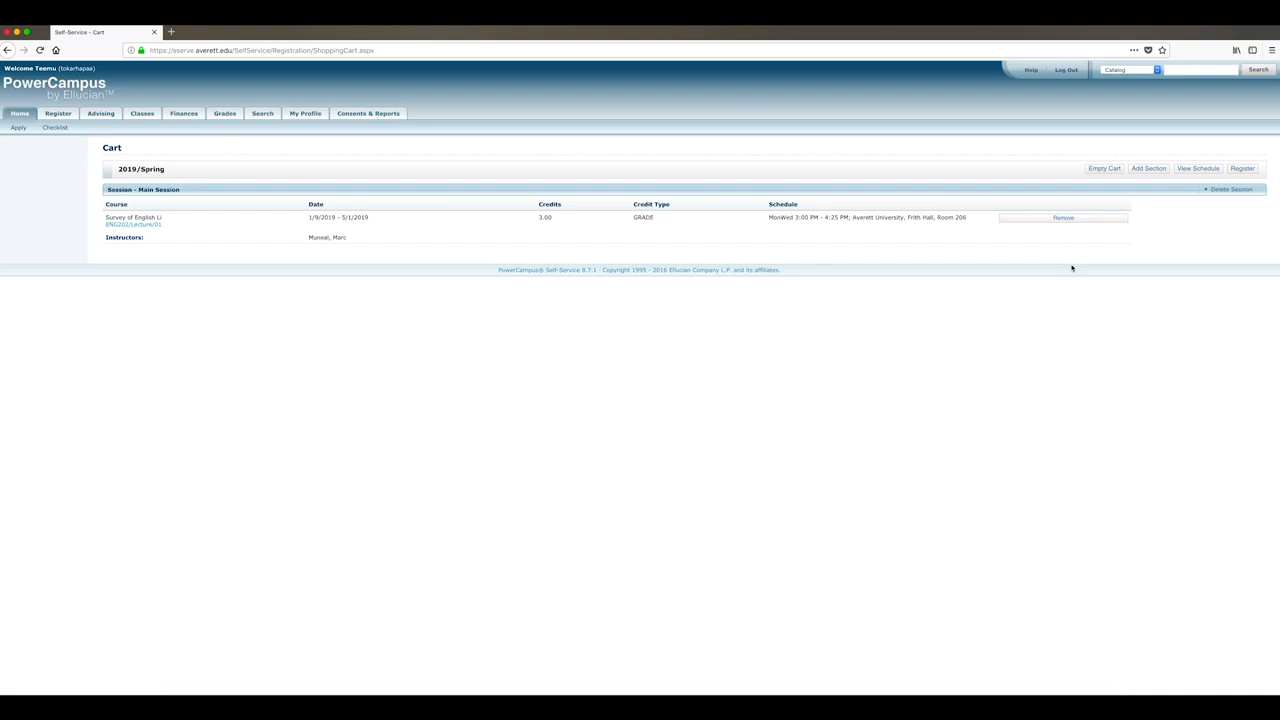 Self-Service - Cart
https://sserve.averett.edu/SelfService/Registration/ShoppingCart.aspx
Welcome Teemu (tokarhapaa)
Help Log Out Catalog Search
PowerCampus
by Ellucian™
Home Register Advising Classes Finances Grades Search My Profile Consents & Reports
Apply Checklist
Cart
2019/Spring Empty Cart Add Section View Schedule Register
Session - Main Session Delete Session
Course Date Credits Credit Type Schedule
Survey of English Li 1/9/2019 - 5/1/2019 3.00 GRADE MonWed 3:00 PM - 4:25 PM; Averett University, Frith Hall, Room 206 Remove
ENG202/Lecture/01
Instructors: Muneal, Marc
PowerCampus® Self-Service 8.7.1 · Copyright 1995 - 2016 Ellucian Company L.P. and its affiliates.